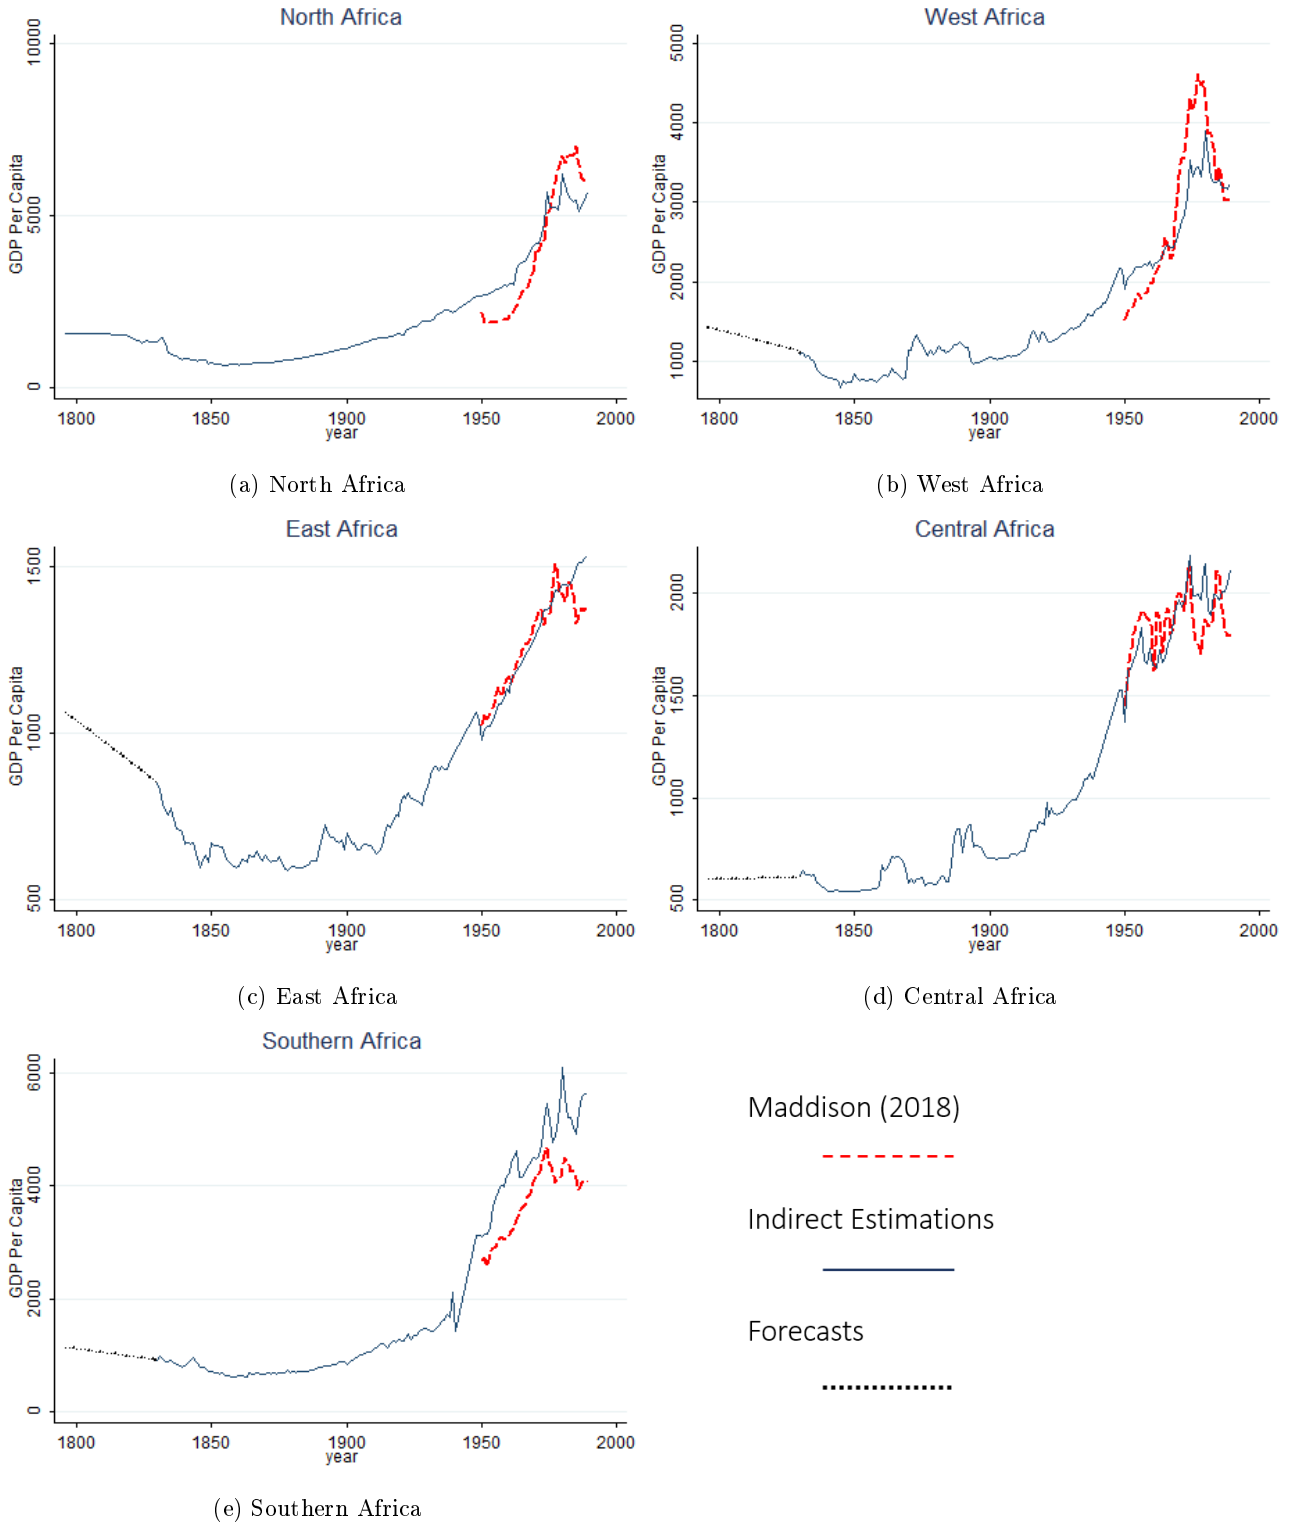 North Africa
GDP Per Capita
10000
5000
0
1800 1850 1900 1950 2000
year
(a) North Africa
West Africa
GDP Per Capita
5000
4000
3000
2000
1000
1800 1850 1900 1950 2000
year
(b) West Africa
East Africa
GDP Per Capita
1500
1000
500
1800 1850 1900 1950 2000
year
(c) East Africa
Central Africa
GDP Per Capita
2000
1500
1000
500
1800 1850 1900 1950 2000
year
(d) Central Africa
Southern Africa
GDP Per Capita
6000
4000
2000
0
1800 1850 1900 1950 2000
year
(e) Southern Africa
Maddison (2018)
Indirect Estimations
Forecasts